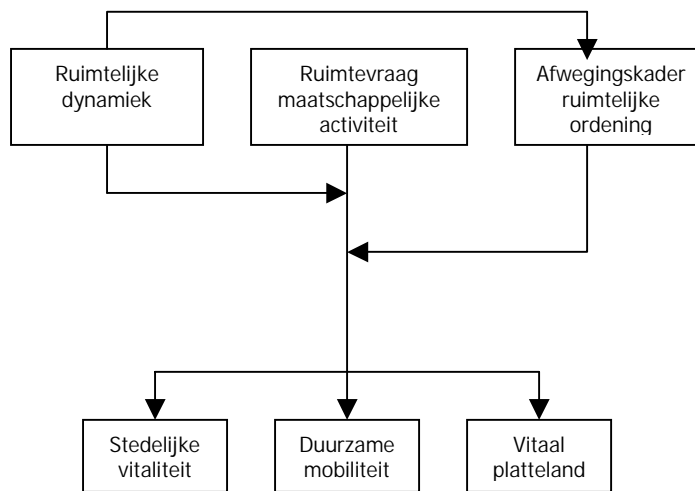 Ruimtelijke
dynamiek
Ruimtevraag
maatschappelijke
activiteit
Afwegingskader
ruimtelijke
ordening
Stedelijke
vitaliteit
Duurzame
mobiliteit
Vitaal
platteland